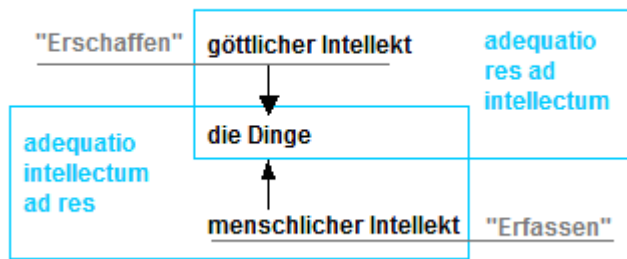 "Erschaffen"
göttlicher Intellekt
adequatio
res ad
intellectum
die Dinge
adequatio
intellectum
ad res
menschlicher Intellekt
"Erfassen"